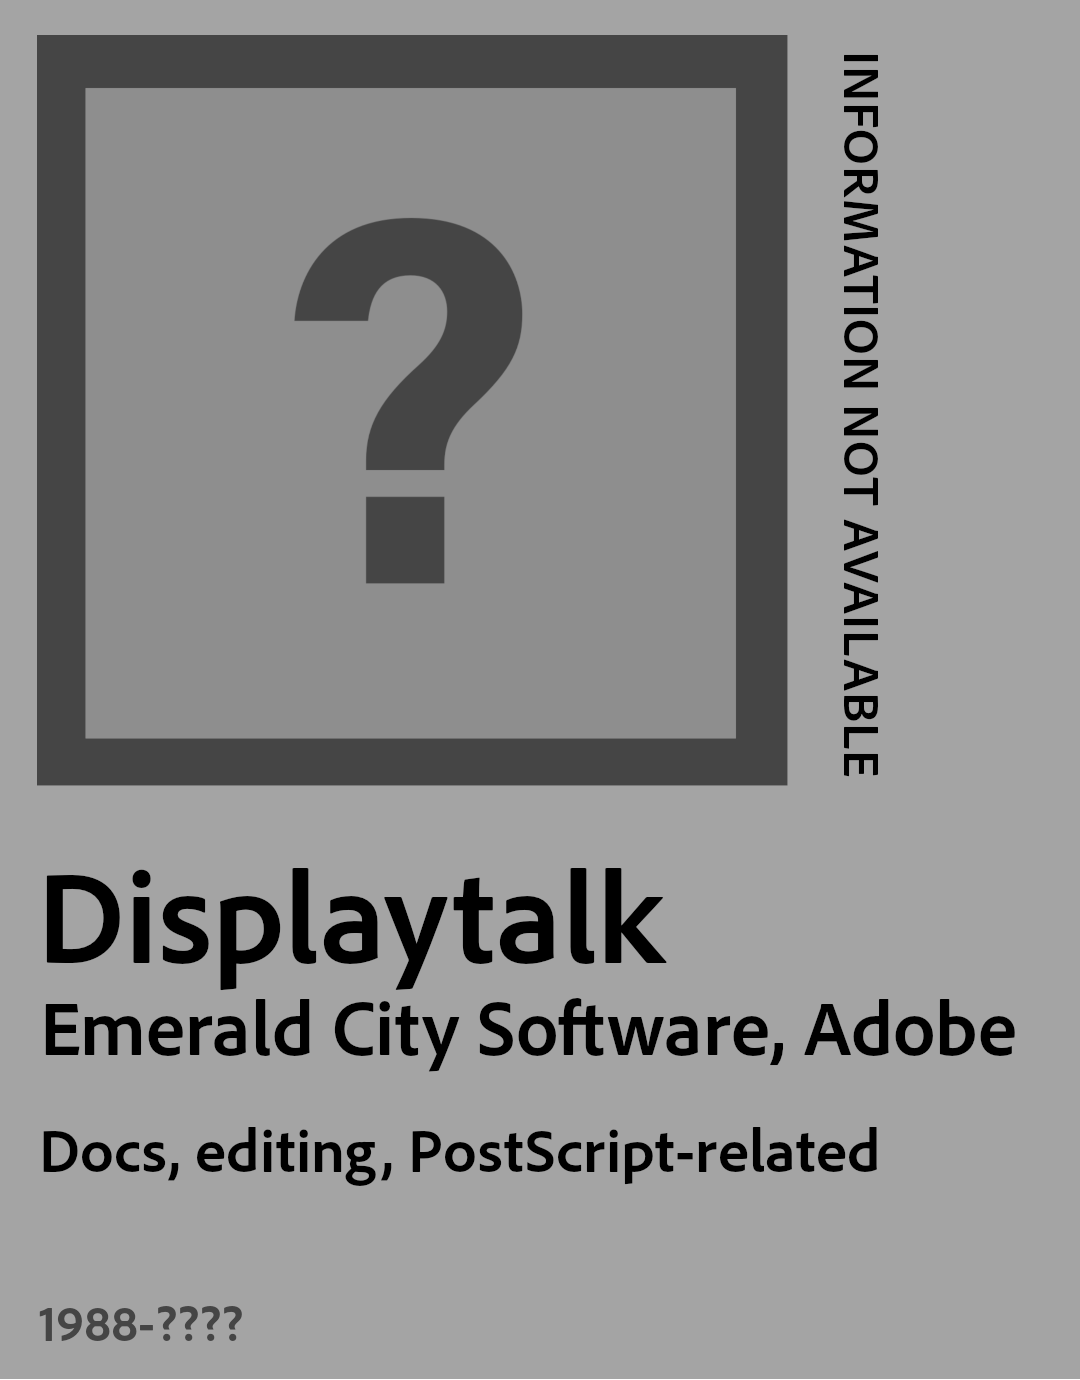 ?
INFORMATION NOT AVAILABLE
Displaytalk
Emerald City Software, Adobe
Docs, editing, PostScript-related
1988-????